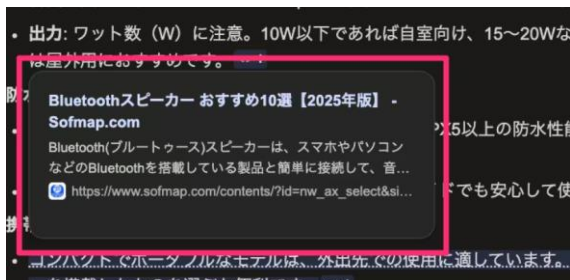 • 出力: ワット数（W）に注意。10W以下であれば自室向け、15〜20Wな
は屋外用におすすめです。
防
Bluetoothスピーカー おすすめ10選【2025年版】 -
Sofmap.com
PX5以上の防水性能
Bluetooth(ブルートゥース)スピーカーは、スマホやパソコン
などのBluetoothを搭載している製品と簡単に接続して、音...
https://www.sofmap.com/contents/?id=nw_ax_select&si...
ドでも安心して使
携
• コンパクトでポータブルなモデルは、外出先での使用に適しています。